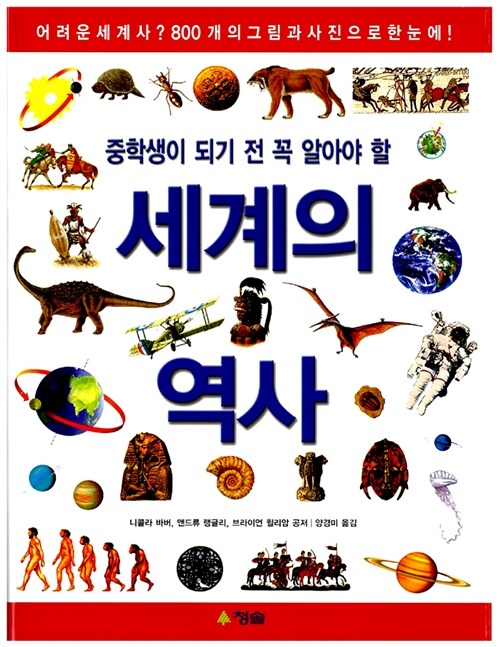 어려운세계사? 800개의그림과사진으로한눈에!
중학생이 되기 전 꼭 알아야 할
세계의
역사
니콜라 바버, 앤드류 랭글리, 브라이언 윌리암 공저 | 양경미 옮김
청솔